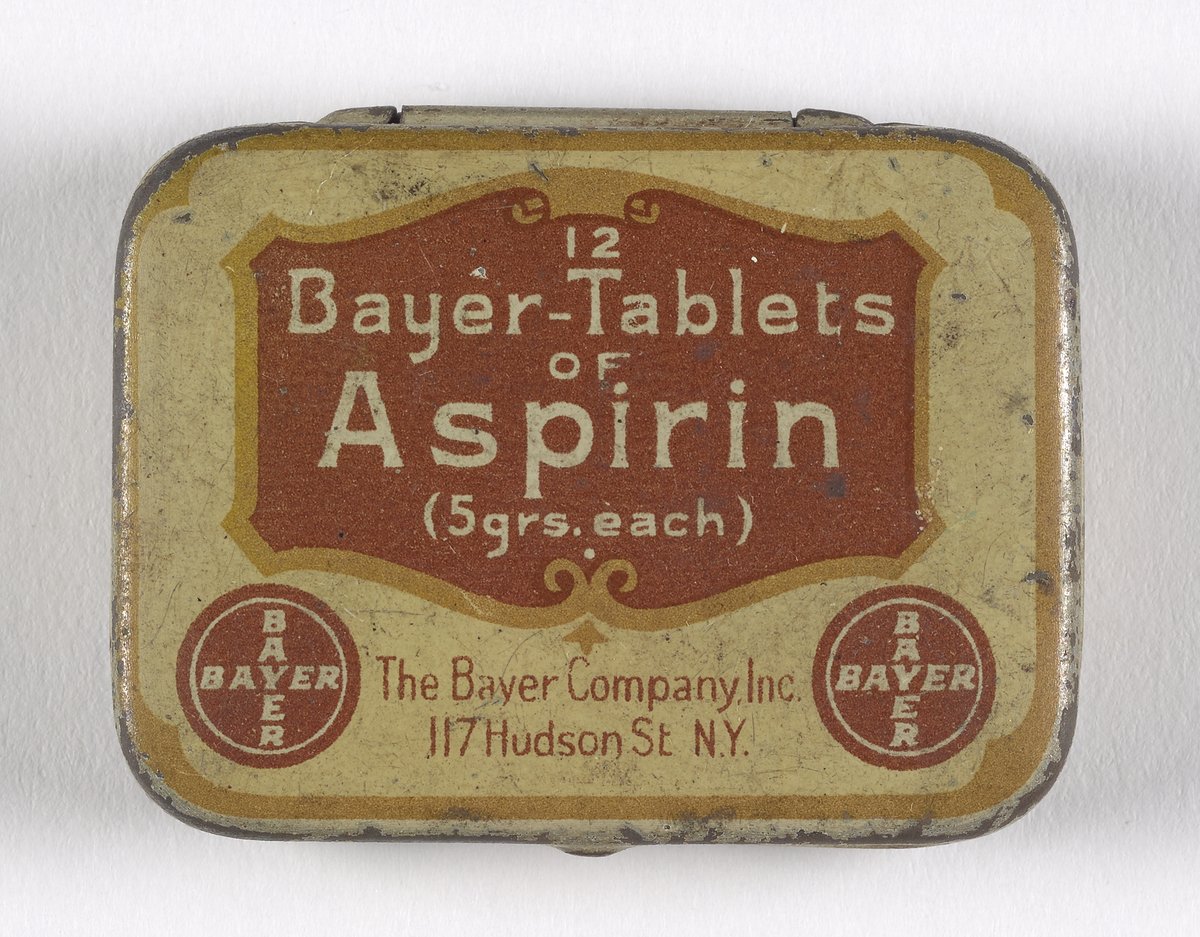 12
Bayer-Tablets
OF
Aspirin
(5grs. each)
BAYER
BAYER
The Bayer Company, Inc.
117 Hudson St N.Y.
BAYER
BAYER